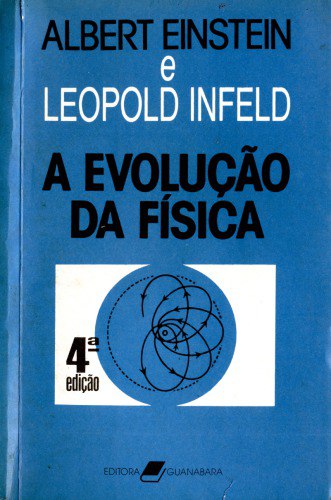 ALBERT EINSTEIN
e
LEOPOLD INFELD
A EVOLUÇÃO
DA FÍSICA
4ª
edição
EDITORA GUANABARA